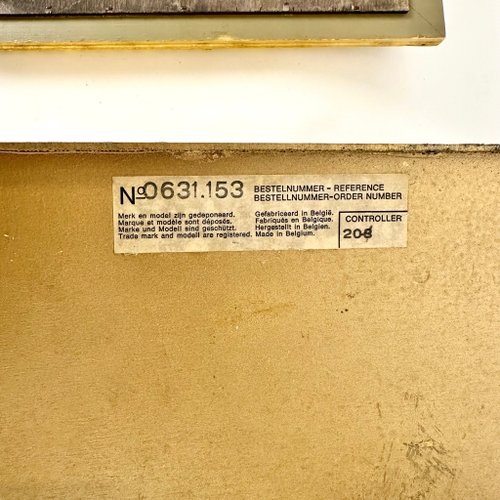 Nº 0631.153
BESTELNUMMER - REFERENCE
BESTELLNUMMER-ORDER NUMBER
Merk en model zijn gedeponeerd.
Marque et modèle sont déposés.
Marke und Modell sind geschützt.
Trade mark and modell are registered.
Gefabriceerd in België.
Fabriqués en Belgique.
Hergestellt in Belgien.
Made in Belgium.
CONTROLLER